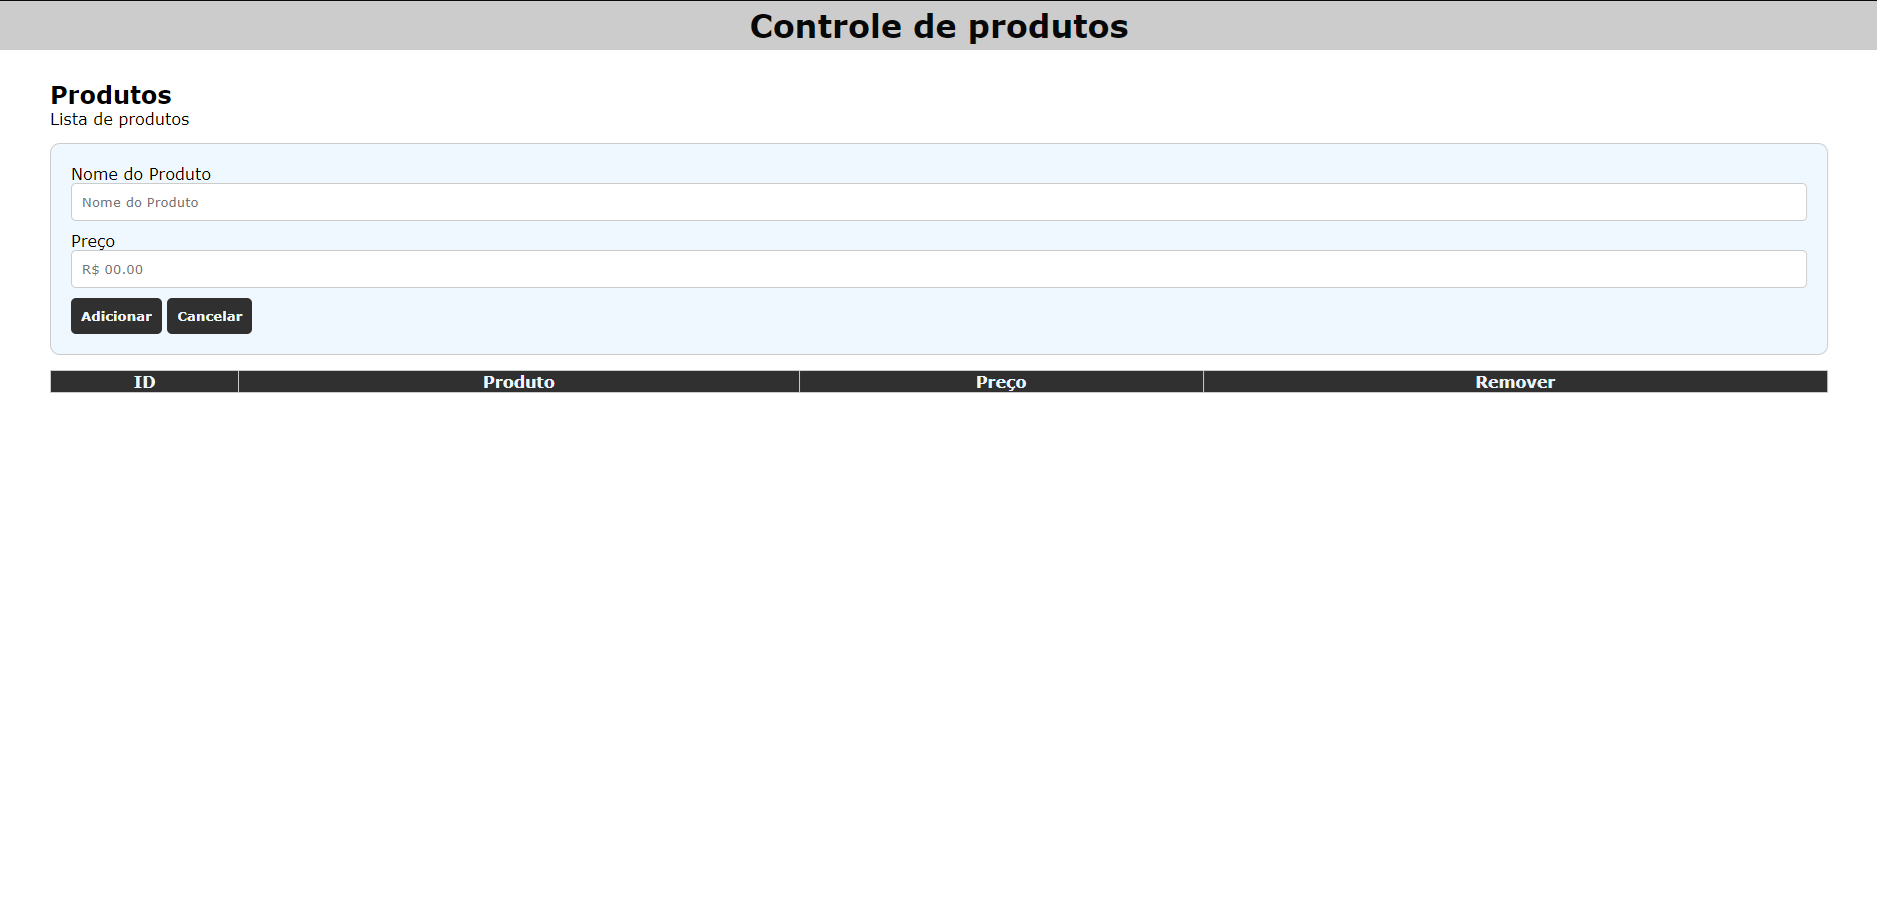 Controle de produtos
Produtos
Lista de produtos
Nome do Produto
Nome do Produto
Preço
R$ 00.00
Adicionar Cancelar
ID Produto Preço Remover